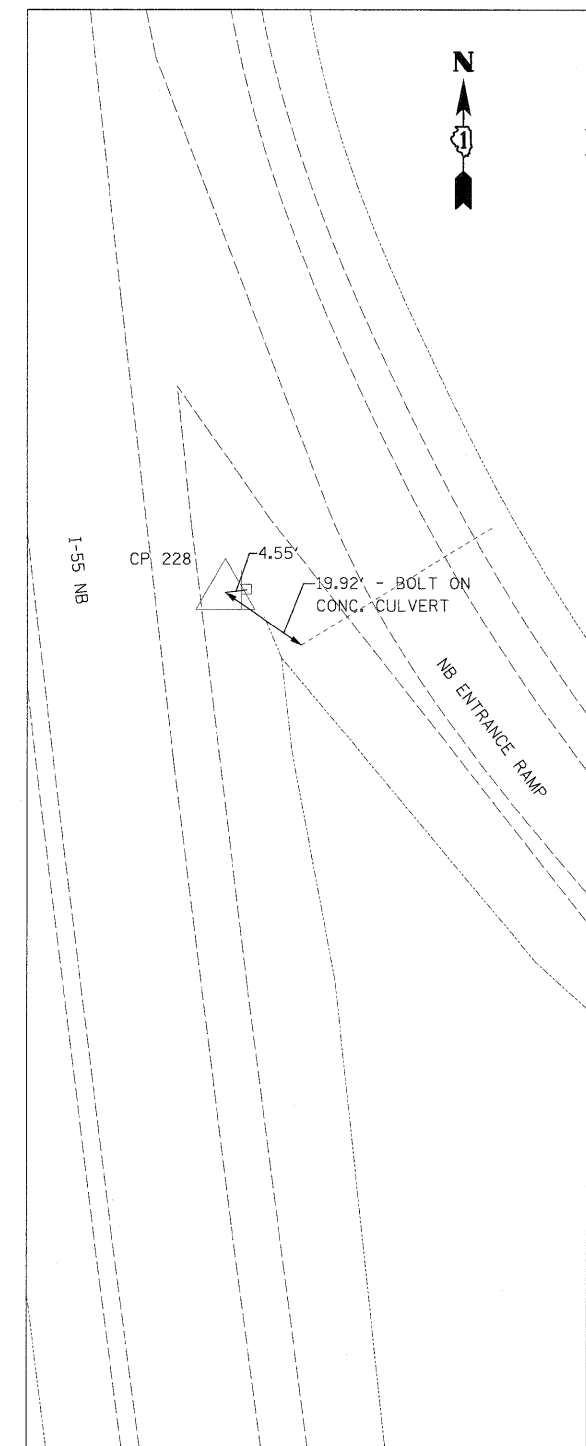 N
1
I-55 NB
CP 228
4.55'
19.92' - BOLT ON
CONC. CULVERT
NB ENTRANCE RAMP